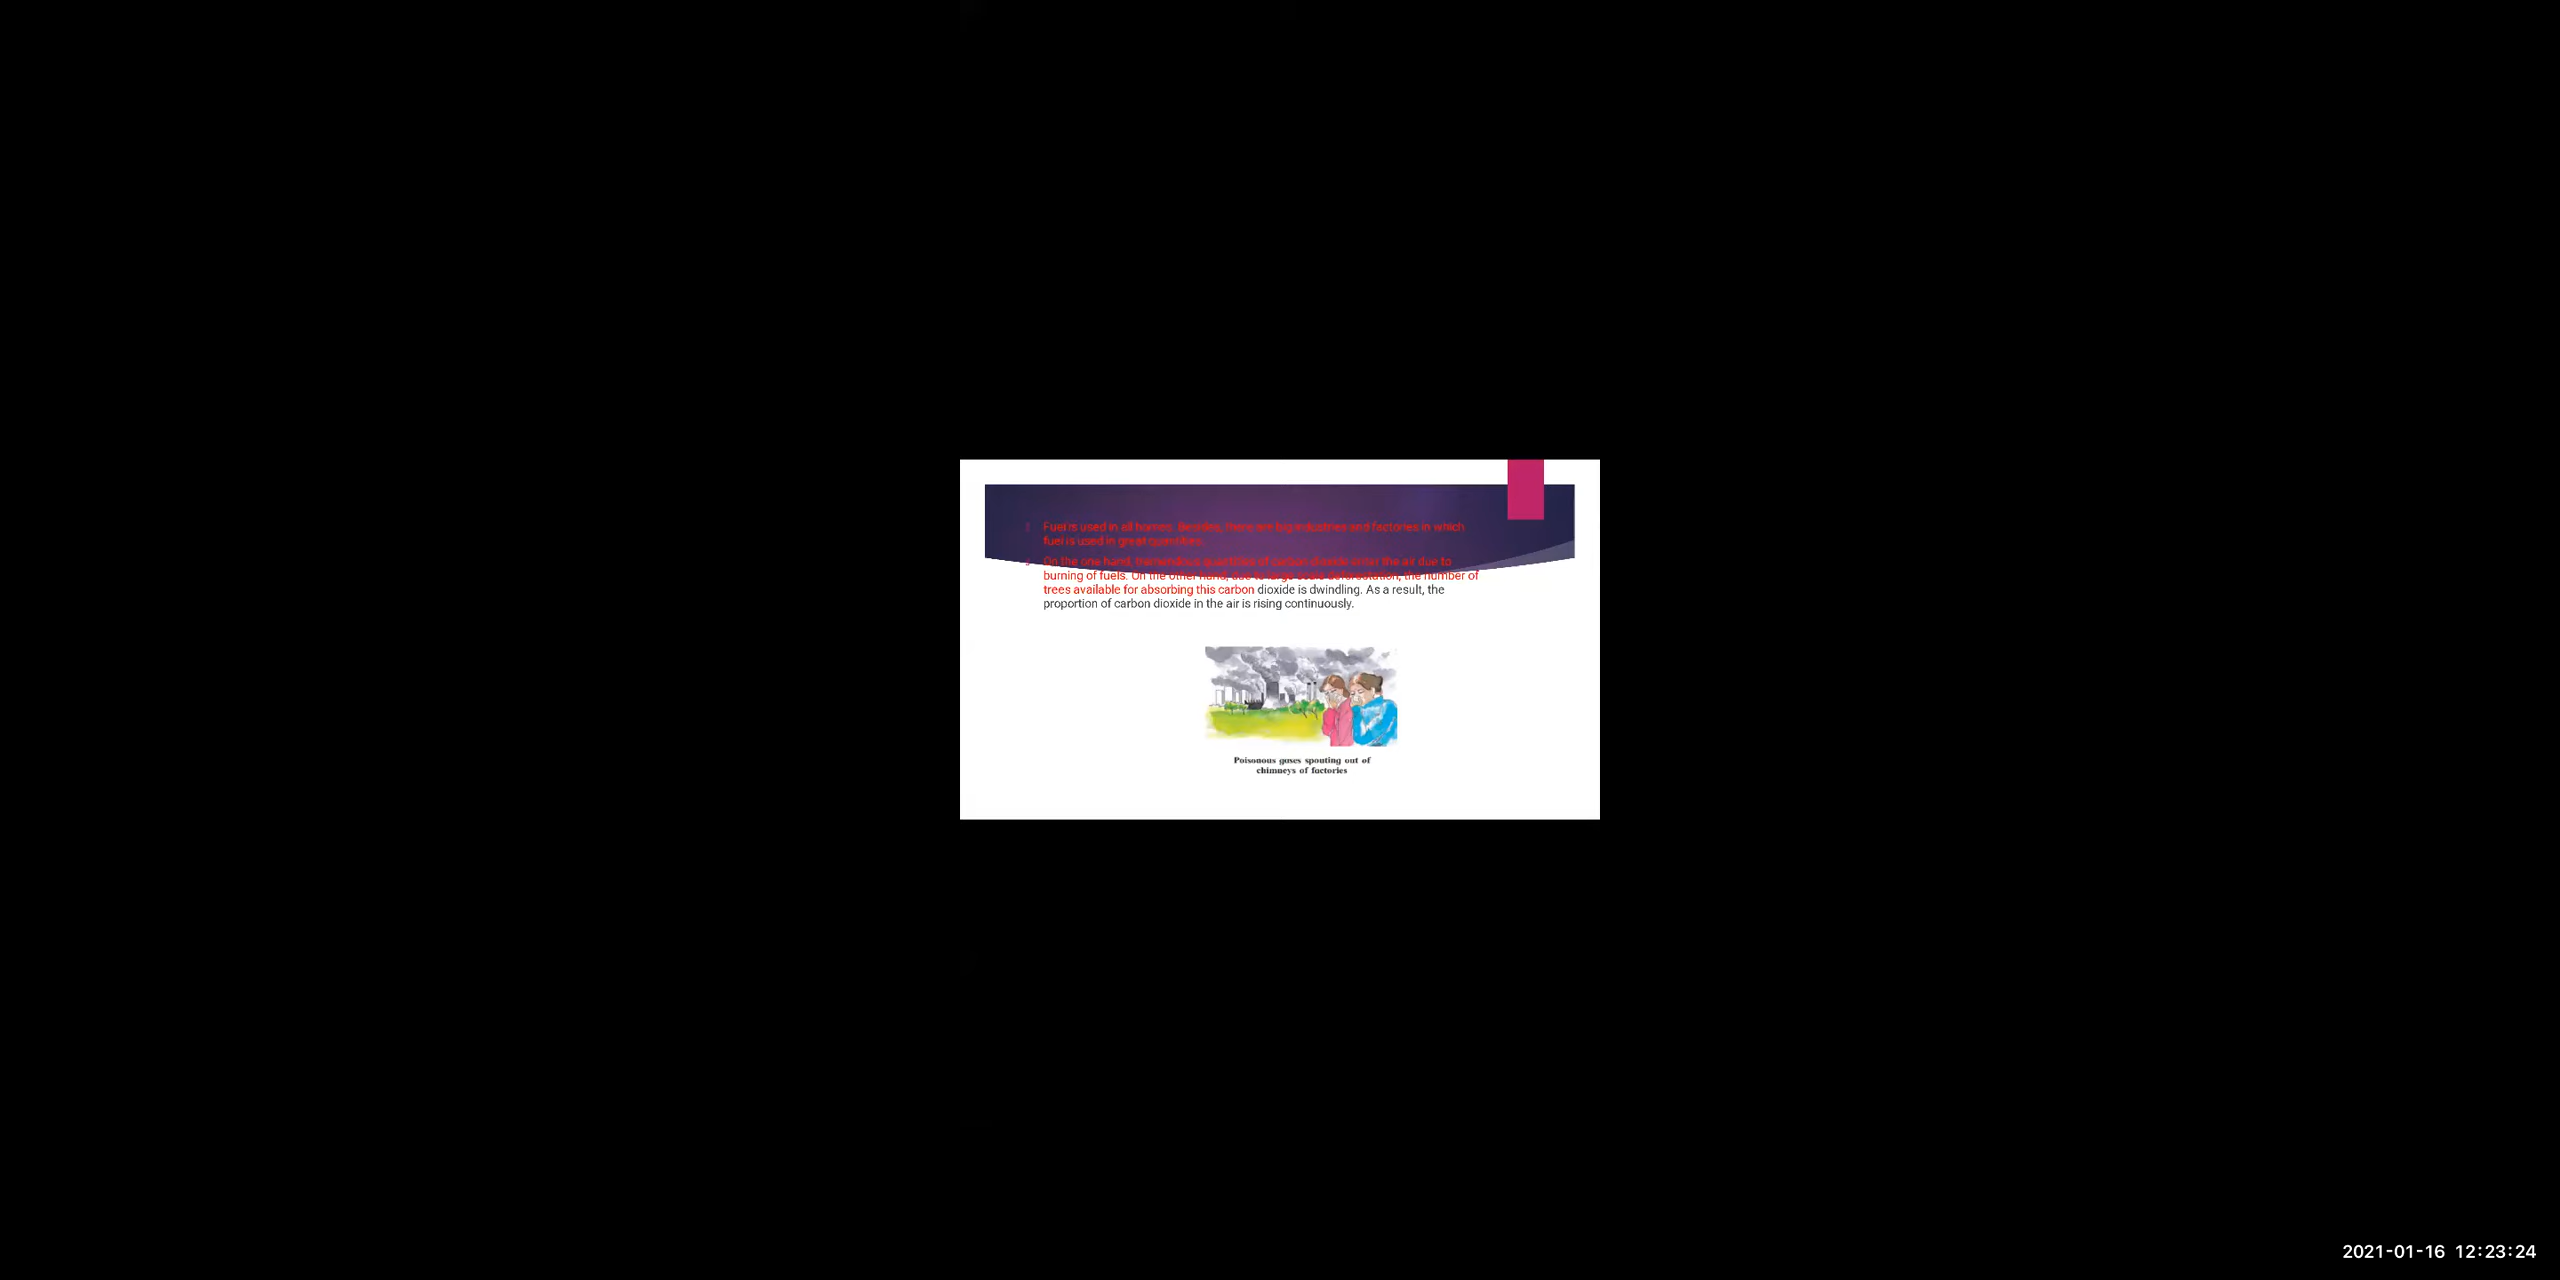 Fuel is used in all homes. Besides, there are big industries and factories in which
fuel is used in great quantities.
On the one hand, tremendous quantities of carbon dioxide enter the air due to
burning of fuels. On the other hand, due to large scale deforestation, the number of
trees available for absorbing this carbon dioxide is dwindling. As a result, the
proportion of carbon dioxide in the air is rising continuously.
Poisonous gases spouting out of
chimneys of factories
2021-01-16 12:23:24